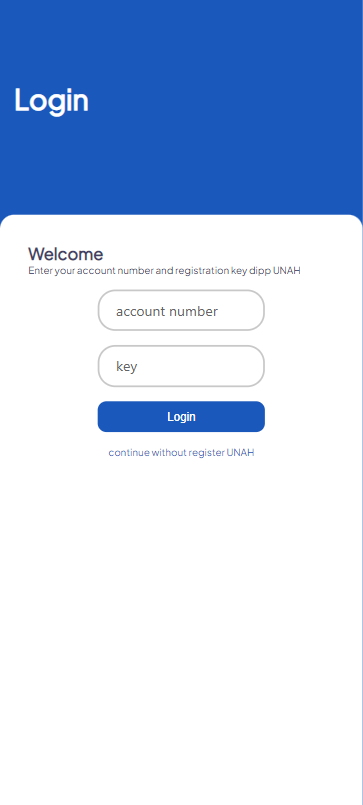 Login
Welcome
Enter your account number and registration key dipp UNAH
account number
key
Login
continue without register UNAH